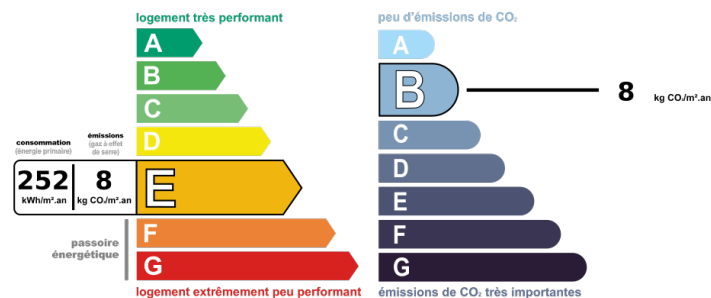 logement très performant
A
B
C
D
consommation
(énergie primaire)
émissions
(gaz à effet
de serre)
252
kWh/m².an
8
kg CO₂/m².an
E
F
G
passoire
énergétique
logement extrêmement peu performant
peu d'émissions de CO₂
A
B
8
kg CO₂/m².an
C
D
E
F
G
émissions de CO₂ très importantes